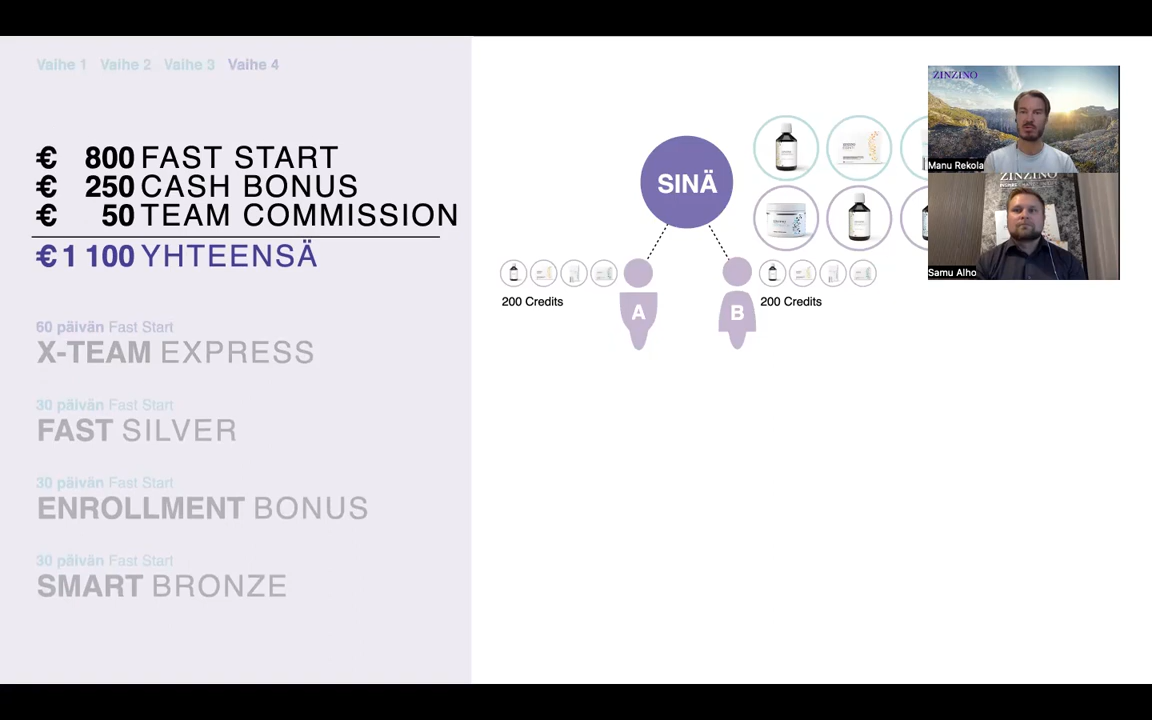 Vaihe 1 Vaihe 2 Vaihe 3 Vaihe 4
€ 800 FAST START
€ 250 CASH BONUS
€ 50 TEAM COMMISSION
€ 1 100 YHTEENSÄ
60 päivän Fast Start
X-TEAM EXPRESS
30 päivän Fast Start
FAST SILVER
30 päivän Fast Start
ENROLLMENT BONUS
30 päivän Fast Start
SMART BRONZE
SINÄ
200 Credits
A
B
200 Credits
ZINZINO
Manu Rekola
ZINZINO
Samu Alho